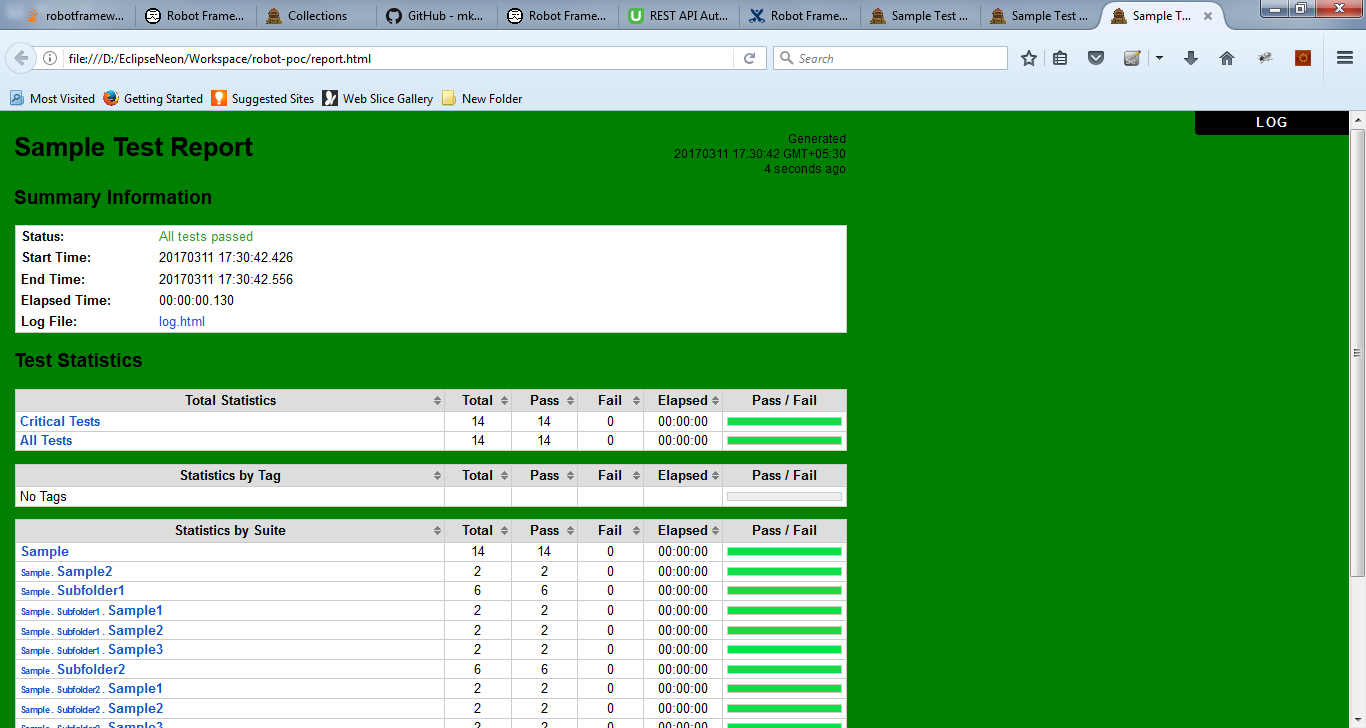 robotframew... Robot Frame... Collections GitHub - mk... Robot Frame... REST API Aut... Robot Frame... Sample Test ... Sample Test ... Sample T...
file:///D:/EclipseNeon/Workspace/robot-poc/report.html Search
Most Visited Getting Started Suggested Sites Web Slice Gallery New Folder
LOG
Sample Test Report
Generated
20170311 17:30:42 GMT+05:30
4 seconds ago
Summary Information
Status: All tests passed
Start Time: 20170311 17:30:42.426
End Time: 20170311 17:30:42.556
Elapsed Time: 00:00:00.130
Log File: log.html
Test Statistics
Total Statistics Total Pass Fail Elapsed Pass / Fail
Critical Tests 14 14 0 00:00:00
All Tests 14 14 0 00:00:00
Statistics by Tag Total Pass Fail Elapsed Pass / Fail
No Tags
Statistics by Suite Total Pass Fail Elapsed Pass / Fail
Sample 14 14 0 00:00:00
Sample . Sample2 2 2 0 00:00:00
Sample . Subfolder1 6 6 0 00:00:00
Sample . Subfolder1 . Sample1 2 2 0 00:00:00
Sample . Subfolder1 . Sample2 2 2 0 00:00:00
Sample . Subfolder1 . Sample3 2 2 0 00:00:00
Sample . Subfolder2 6 6 0 00:00:00
Sample . Subfolder2 . Sample1 2 2 0 00:00:00
Sample . Subfolder2 . Sample2 2 2 0 00:00:00
Sample . Subfolder2 . Sample3 2 2 0 00:00:00